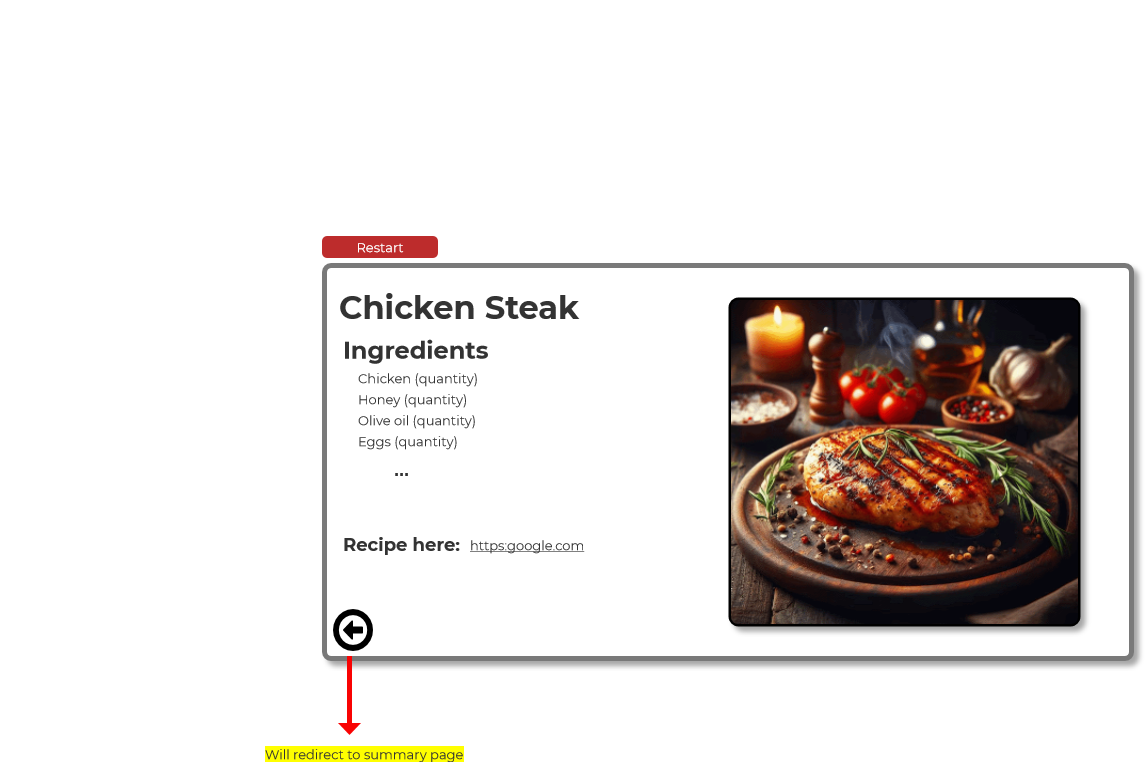 Restart
Chicken Steak
Ingredients
Chicken (quantity)
Honey (quantity)
Olive oil (quantity)
Eggs (quantity)
...
Recipe here: https:google.com
Will redirect to summary page